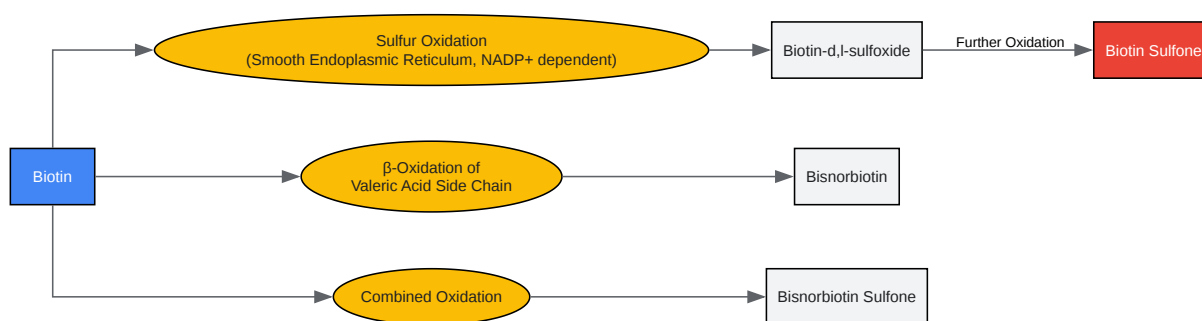 Sulfur Oxidation
(Smooth Endoplasmic Reticulum, NADP+ dependent)
Biotin-d,l-sulfoxide
Further Oxidation
Biotin Sulfone
Biotin
β-Oxidation of
Valeric Acid Side Chain
Bisnorbiotin
Combined Oxidation
Bisnorbiotin Sulfone